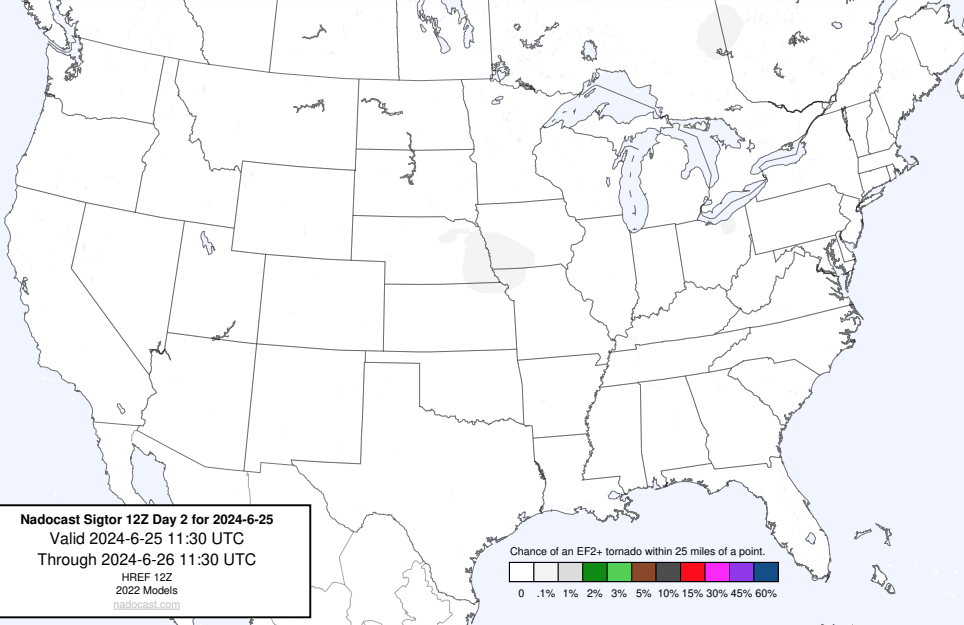 Nadocast Sigtor 12Z Day 2 for 2024-6-25
Valid 2024-6-25 11:30 UTC
Through 2024-6-26 11:30 UTC
HREF 12Z
2022 Models
nadocast.com
Chance of an EF2+ tornado within 25 miles of a point.
0 .1% 1% 2% 3% 5% 10% 15% 30% 45% 60%